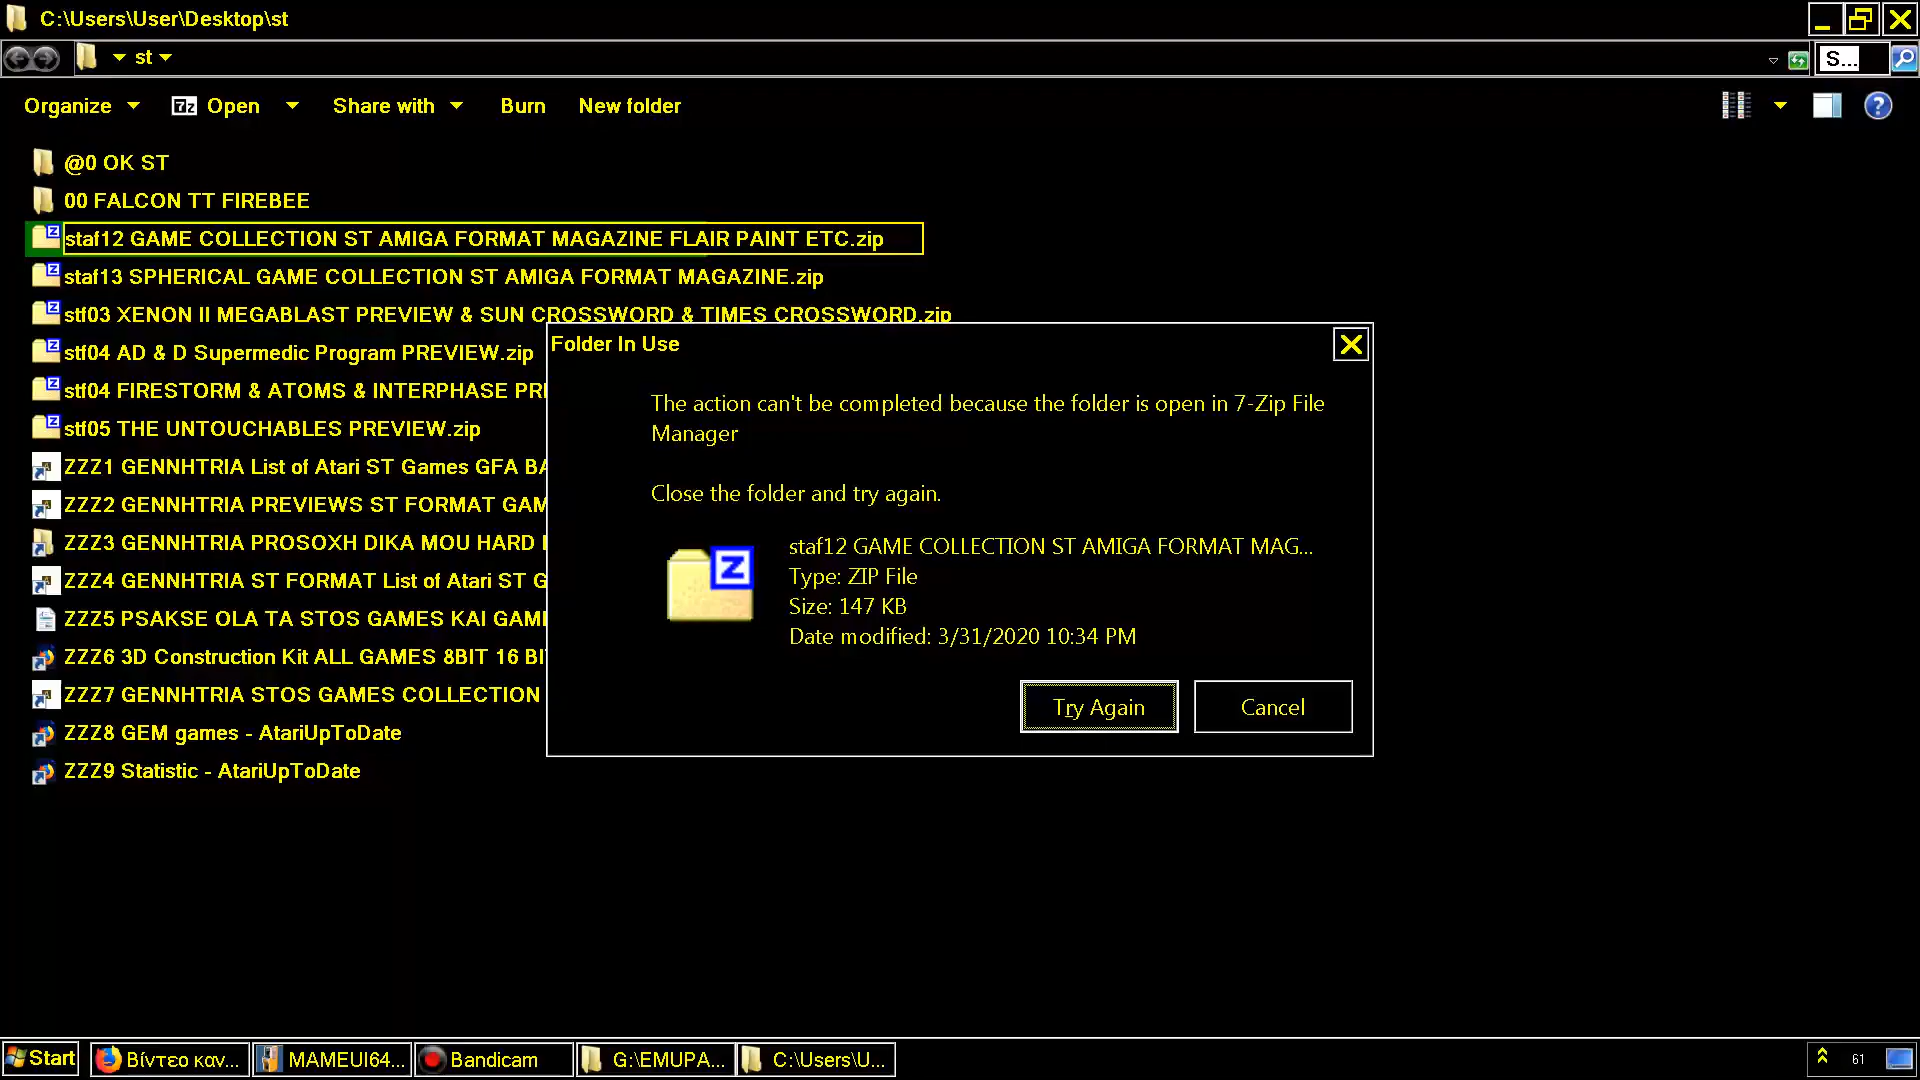 C:\Users\User\Desktop\st
st
S...
Organize
7z Open
Share with
Burn
New folder
@0 OK ST
00 FALCON TT FIREBEE
staf12 GAME COLLECTION ST AMIGA FORMAT MAGAZINE FLAIR PAINT ETC.zip
staf13 SPHERICAL GAME COLLECTION ST AMIGA FORMAT MAGAZINE.zip
stf03 XENON II MEGABLAST PREVIEW & SUN CROSSWORD & TIMES CROSSWORD.zip
stf04 AD & D Supermedic Program PREVIEW.zip
stf04 FIRESTORM & ATOMS & INTERPHASE PR
stf05 THE UNTOUCHABLES PREVIEW.zip
ZZZ1 GENNHTRIA List of Atari ST Games GFA BA
ZZZ2 GENNHTRIA PREVIEWS ST FORMAT GAM
ZZZ3 GENNHTRIA PROSOXH DIKA MOU HARD
ZZZ4 GENNHTRIA ST FORMAT List of Atari ST G
ZZZ5 PSAKSE OLA TA STOS GAMES KAI GAM
ZZZ6 3D Construction Kit ALL GAMES 8BIT 16 BI
ZZZ7 GENNHTRIA STOS GAMES COLLECTION
ZZZ8 GEM games - AtariUpToDate
ZZZ9 Statistic - AtariUpToDate
Folder In Use
The action can't be completed because the folder is open in 7-Zip File
Manager
Close the folder and try again.
staf12 GAME COLLECTION ST AMIGA FORMAT MAG...
Type: ZIP File
Size: 147 KB
Date modified: 3/31/2020 10:34 PM
Try Again
Cancel
Start
Βίντεο καν...
MAMEUI64...
Bandicam
G:\EMUPA...
C:\Users\U...
61